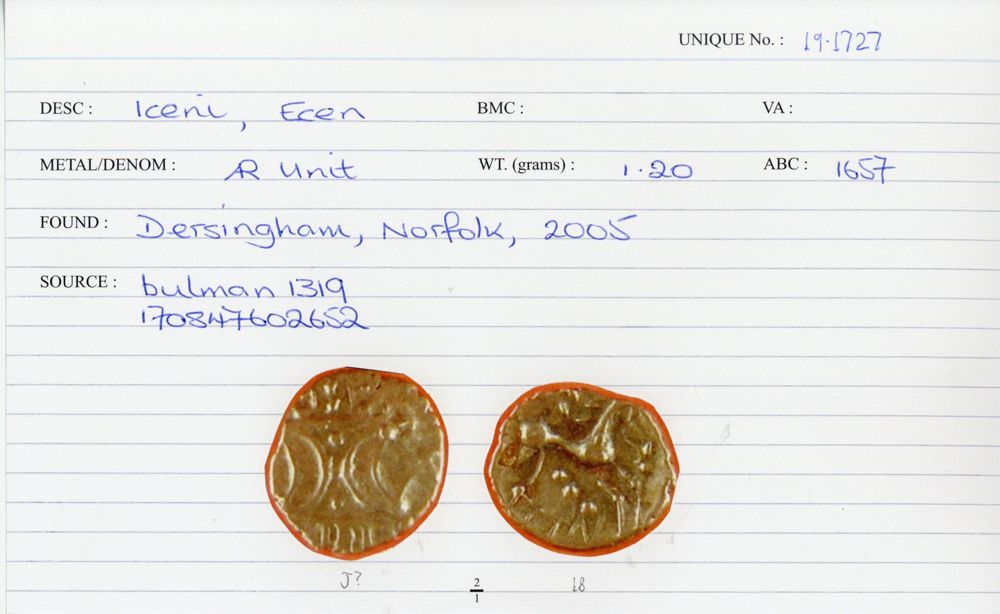 UNIQUE No. : 19-1727
DESC : Iceni, Ecen BMC : VA :
METAL/DENOM : AR Unit WT. (grams) : 1.20 ABC : 1657
FOUND : Dersingham, Norfolk, 2005
SOURCE : bulman 1319
170847602652
J? 2/1 18